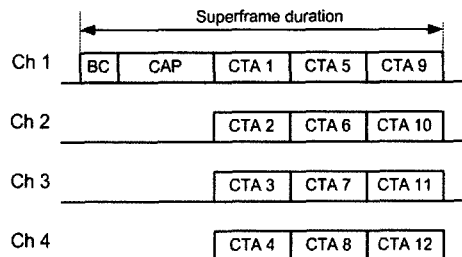 Superframe duration
Ch 1 BC CAP CTA 1 CTA 5 CTA 9
Ch 2 CTA 2 CTA 6 CTA 10
Ch 3 CTA 3 CTA 7 CTA 11
Ch 4 CTA 4 CTA 8 CTA 12